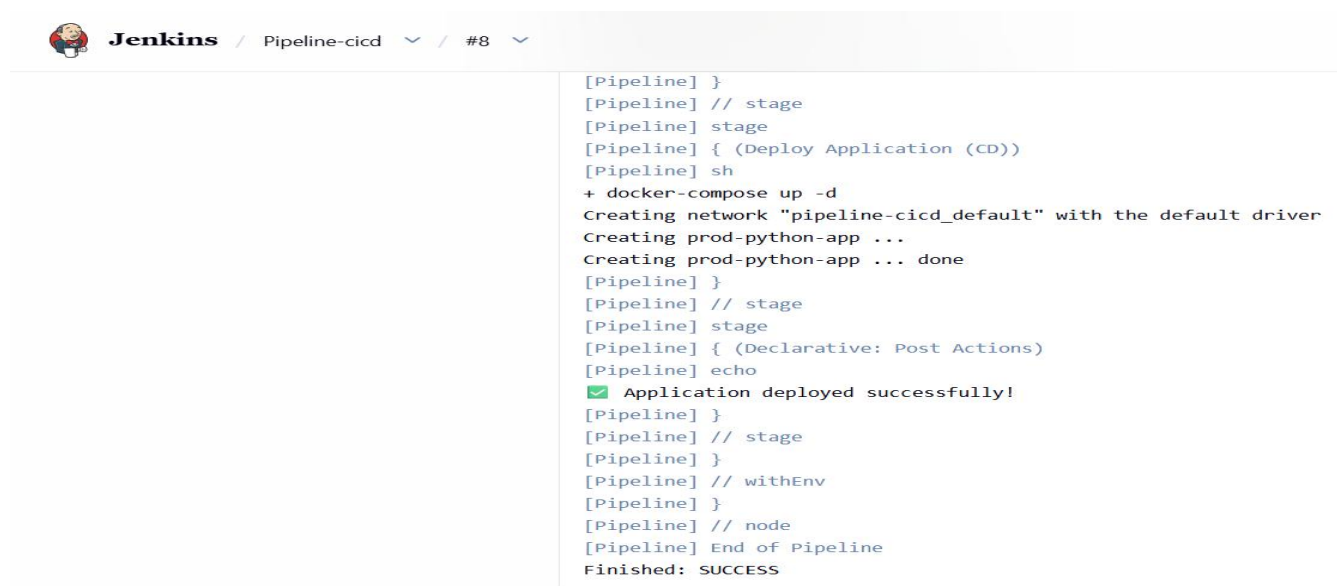 Jenkins / Pipeline-cicd / #8
[Pipeline] }
[Pipeline] // stage
[Pipeline] stage
[Pipeline] { (Deploy Application (CD))
[Pipeline] sh
+ docker-compose up -d
Creating network "pipeline-cicd_default" with the default driver
Creating prod-python-app ...
Creating prod-python-app ... done
[Pipeline] }
[Pipeline] // stage
[Pipeline] stage
[Pipeline] { (Declarative: Post Actions)
[Pipeline] echo
✅ Application deployed successfully!
[Pipeline] }
[Pipeline] // stage
[Pipeline] }
[Pipeline] // withEnv
[Pipeline] }
[Pipeline] // node
[Pipeline] End of Pipeline
Finished: SUCCESS